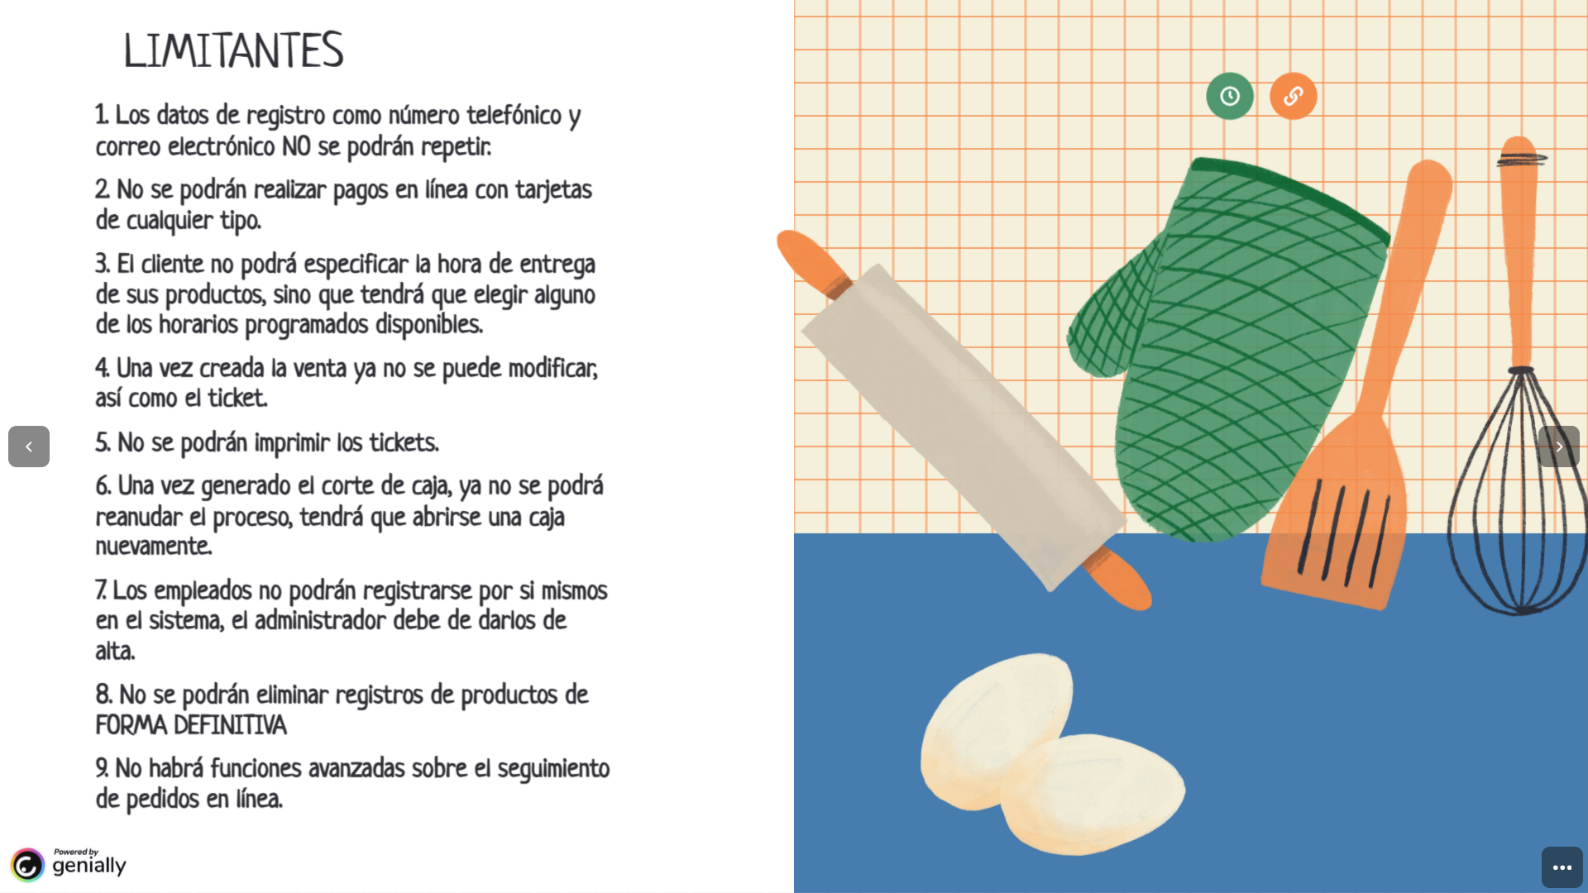 LIMITANTES
1. Los datos de registro como número telefónico y
correo electrónico NO se podrán repetir.
2. No se podrán realizar pagos en línea con tarjetas
de cualquier tipo.
3. El cliente no podrá especificar la hora de entrega
de sus productos, sino que tendrá que elegir alguno
de los horarios programados disponibles.
4. Una vez creada la venta ya no se puede modificar,
así como el ticket.
5. No se podrán imprimir los tickets.
6. Una vez generado el corte de caja, ya no se podrá
reanudar el proceso, tendrá que abrirse una caja
nuevamente.
7. Los empleados no podrán registrarse por si mismos
en el sistema, el administrador debe de darlos de
alta.
8. No se podrán eliminar registros de productos de
FORMA DEFINITIVA
9. No habrá funciones avanzadas sobre el seguimiento
de pedidos en línea.
Powered by
genially